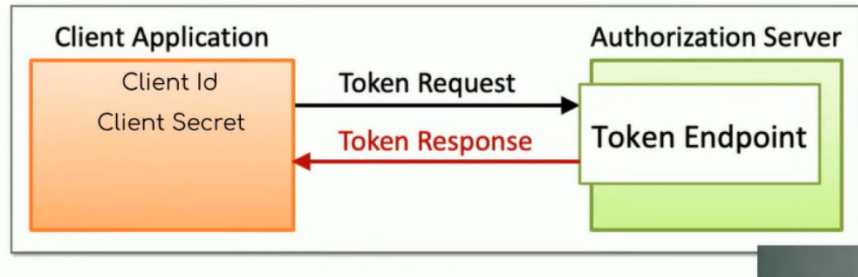 Client Application
Authorization Server
Client Id
Client Secret
Token Request
Token Response
Token Endpoint